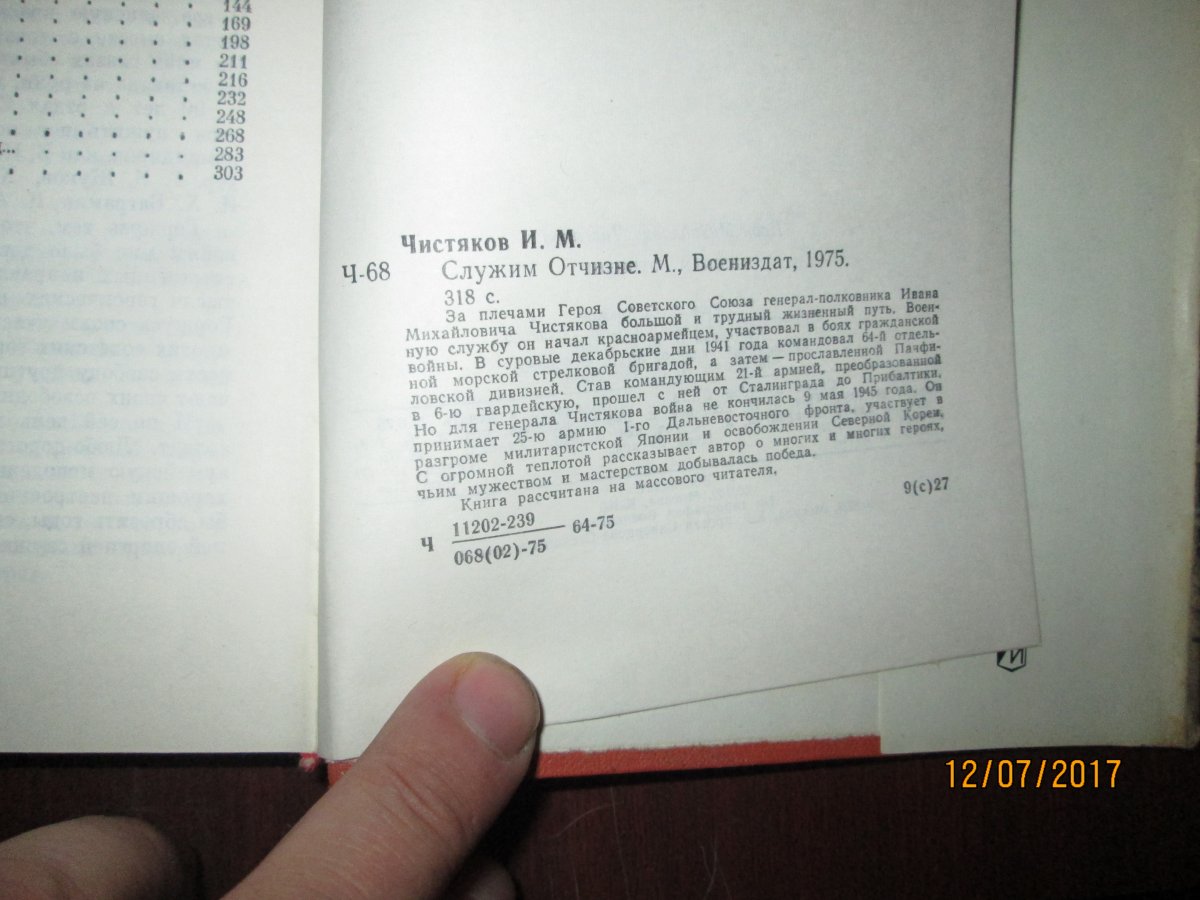 144
169
198
211
216
232
248
268
283
303
Чистяков И. М.
Ч-68 Служим Отчизне. М., Воениздат, 1975.
318 с.
За плечами Героя Советского Союза генерал-полковника Ивана
Михайловича Чистякова большой и трудный жизненный путь. Воен-
ную службу он начал красноармейцем, участвовал в боях гражданской
войны. В суровые декабрьские дни 1941 года командовал 64-й отдель-
ной морской стрелковой бригадой, а затем — прославленной Панфи-
ловской дивизией. Став командующим 21-й армией, преобразованной
в 6-ю гвардейскую, прошел с ней от Сталинграда до Прибалтики.
Но для генерала Чистякова война не кончилась 9 мая 1945 года. Он
принимает 25-ю армию 1-го Дальневосточного фронта, участвует в
разгроме милитаристской Японии и освобождении Северной Кореи.
С огромной теплотой рассказывает автор о многих и многих героях,
чьим мужеством и мастерством добывалась победа.
Книга рассчитана на массового читателя.
Ч 11202-239 64-75 9(с)27
068(02)-75
12/07/2017